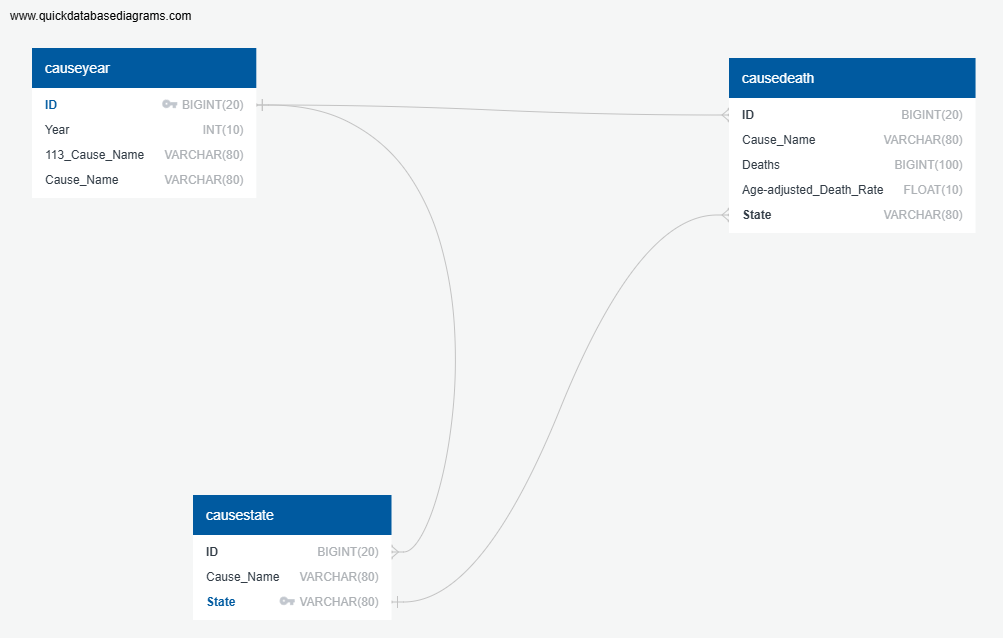 www.quickdatabasediagrams.com
causeyear
ID BIGINT(20)
Year INT(10)
113_Cause_Name VARCHAR(80)
Cause_Name VARCHAR(80)
causedeath
ID BIGINT(20)
Cause_Name VARCHAR(80)
Deaths BIGINT(100)
Age-adjusted_Death_Rate FLOAT(10)
State VARCHAR(80)
causestate
ID BIGINT(20)
Cause_Name VARCHAR(80)
State VARCHAR(80)